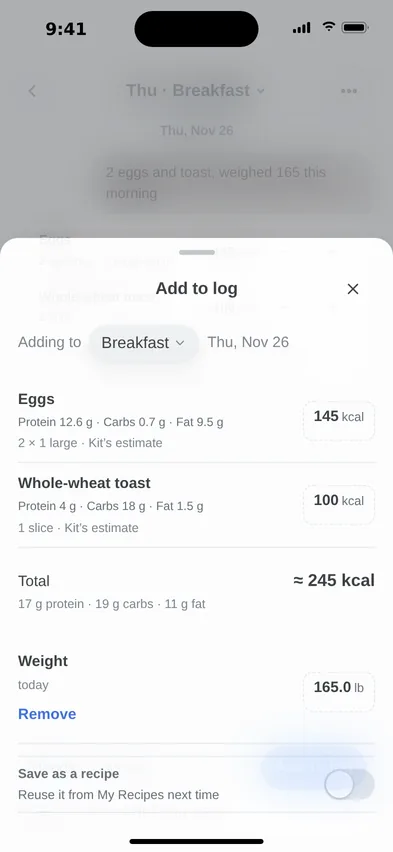 9:41
Thu · Breakfast
Thu, Nov 26
2 eggs and toast, weighed 165 this
morning
Eggs
Add to log
Adding to Breakfast Thu, Nov 26
Eggs
Protein 12.6 g · Carbs 0.7 g · Fat 9.5 g
2 × 1 large · Kit's estimate
145 kcal
Whole-wheat toast
Protein 4 g · Carbs 18 g · Fat 1.5 g
1 slice · Kit's estimate
100 kcal
Total
≈ 245 kcal
17 g protein · 19 g carbs · 11 g fat
Weight
today
165.0 lb
Remove
Save as a recipe
Reuse it from My Recipes next time